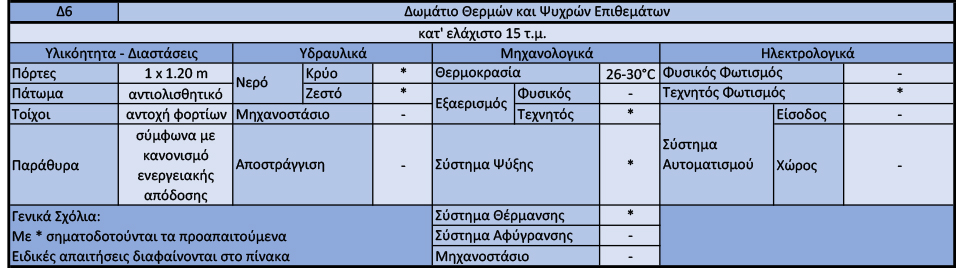 Δ6 Δωμάτιο Θερμών και Ψυχρών Επιθεμάτων
κατ' ελάχιστο 15 τ.μ.
Υλικόητητα - Διαστάσεις Υδραυλικά Μηχανολογικά Ηλεκτρολογικά
Πόρτες 1 x 1.20 m Νερό Κρύο * Θερμοκρασία 26-30°C Φυσικός Φωτισμός -
Πάτωμα αντιολισθητικό Ζεστό * Εξαερισμός Φυσικός - Τεχνητός Φωτισμός *
Τοίχοι αντοχή φορτίων Μηχανοστάσιο - Τεχνητός * Σύστημα Αυτοματισμού Είσοδος -
Παράθυρα σύμφωνα με
κανονισμό
ενεργειακής
απόδοσης
Αποστράγγιση - Σύστημα Ψύξης * Χώρος -
Γενικά Σχόλια: Σύστημα Θέρμανσης *
Με * σηματοδοτούνται τα προαπαιτούμενα Σύστημα Αφύγρανσης -
Ειδικές απαιτήσεις διαφαίνονται στο πίνακα Μηχανοστάσιο -